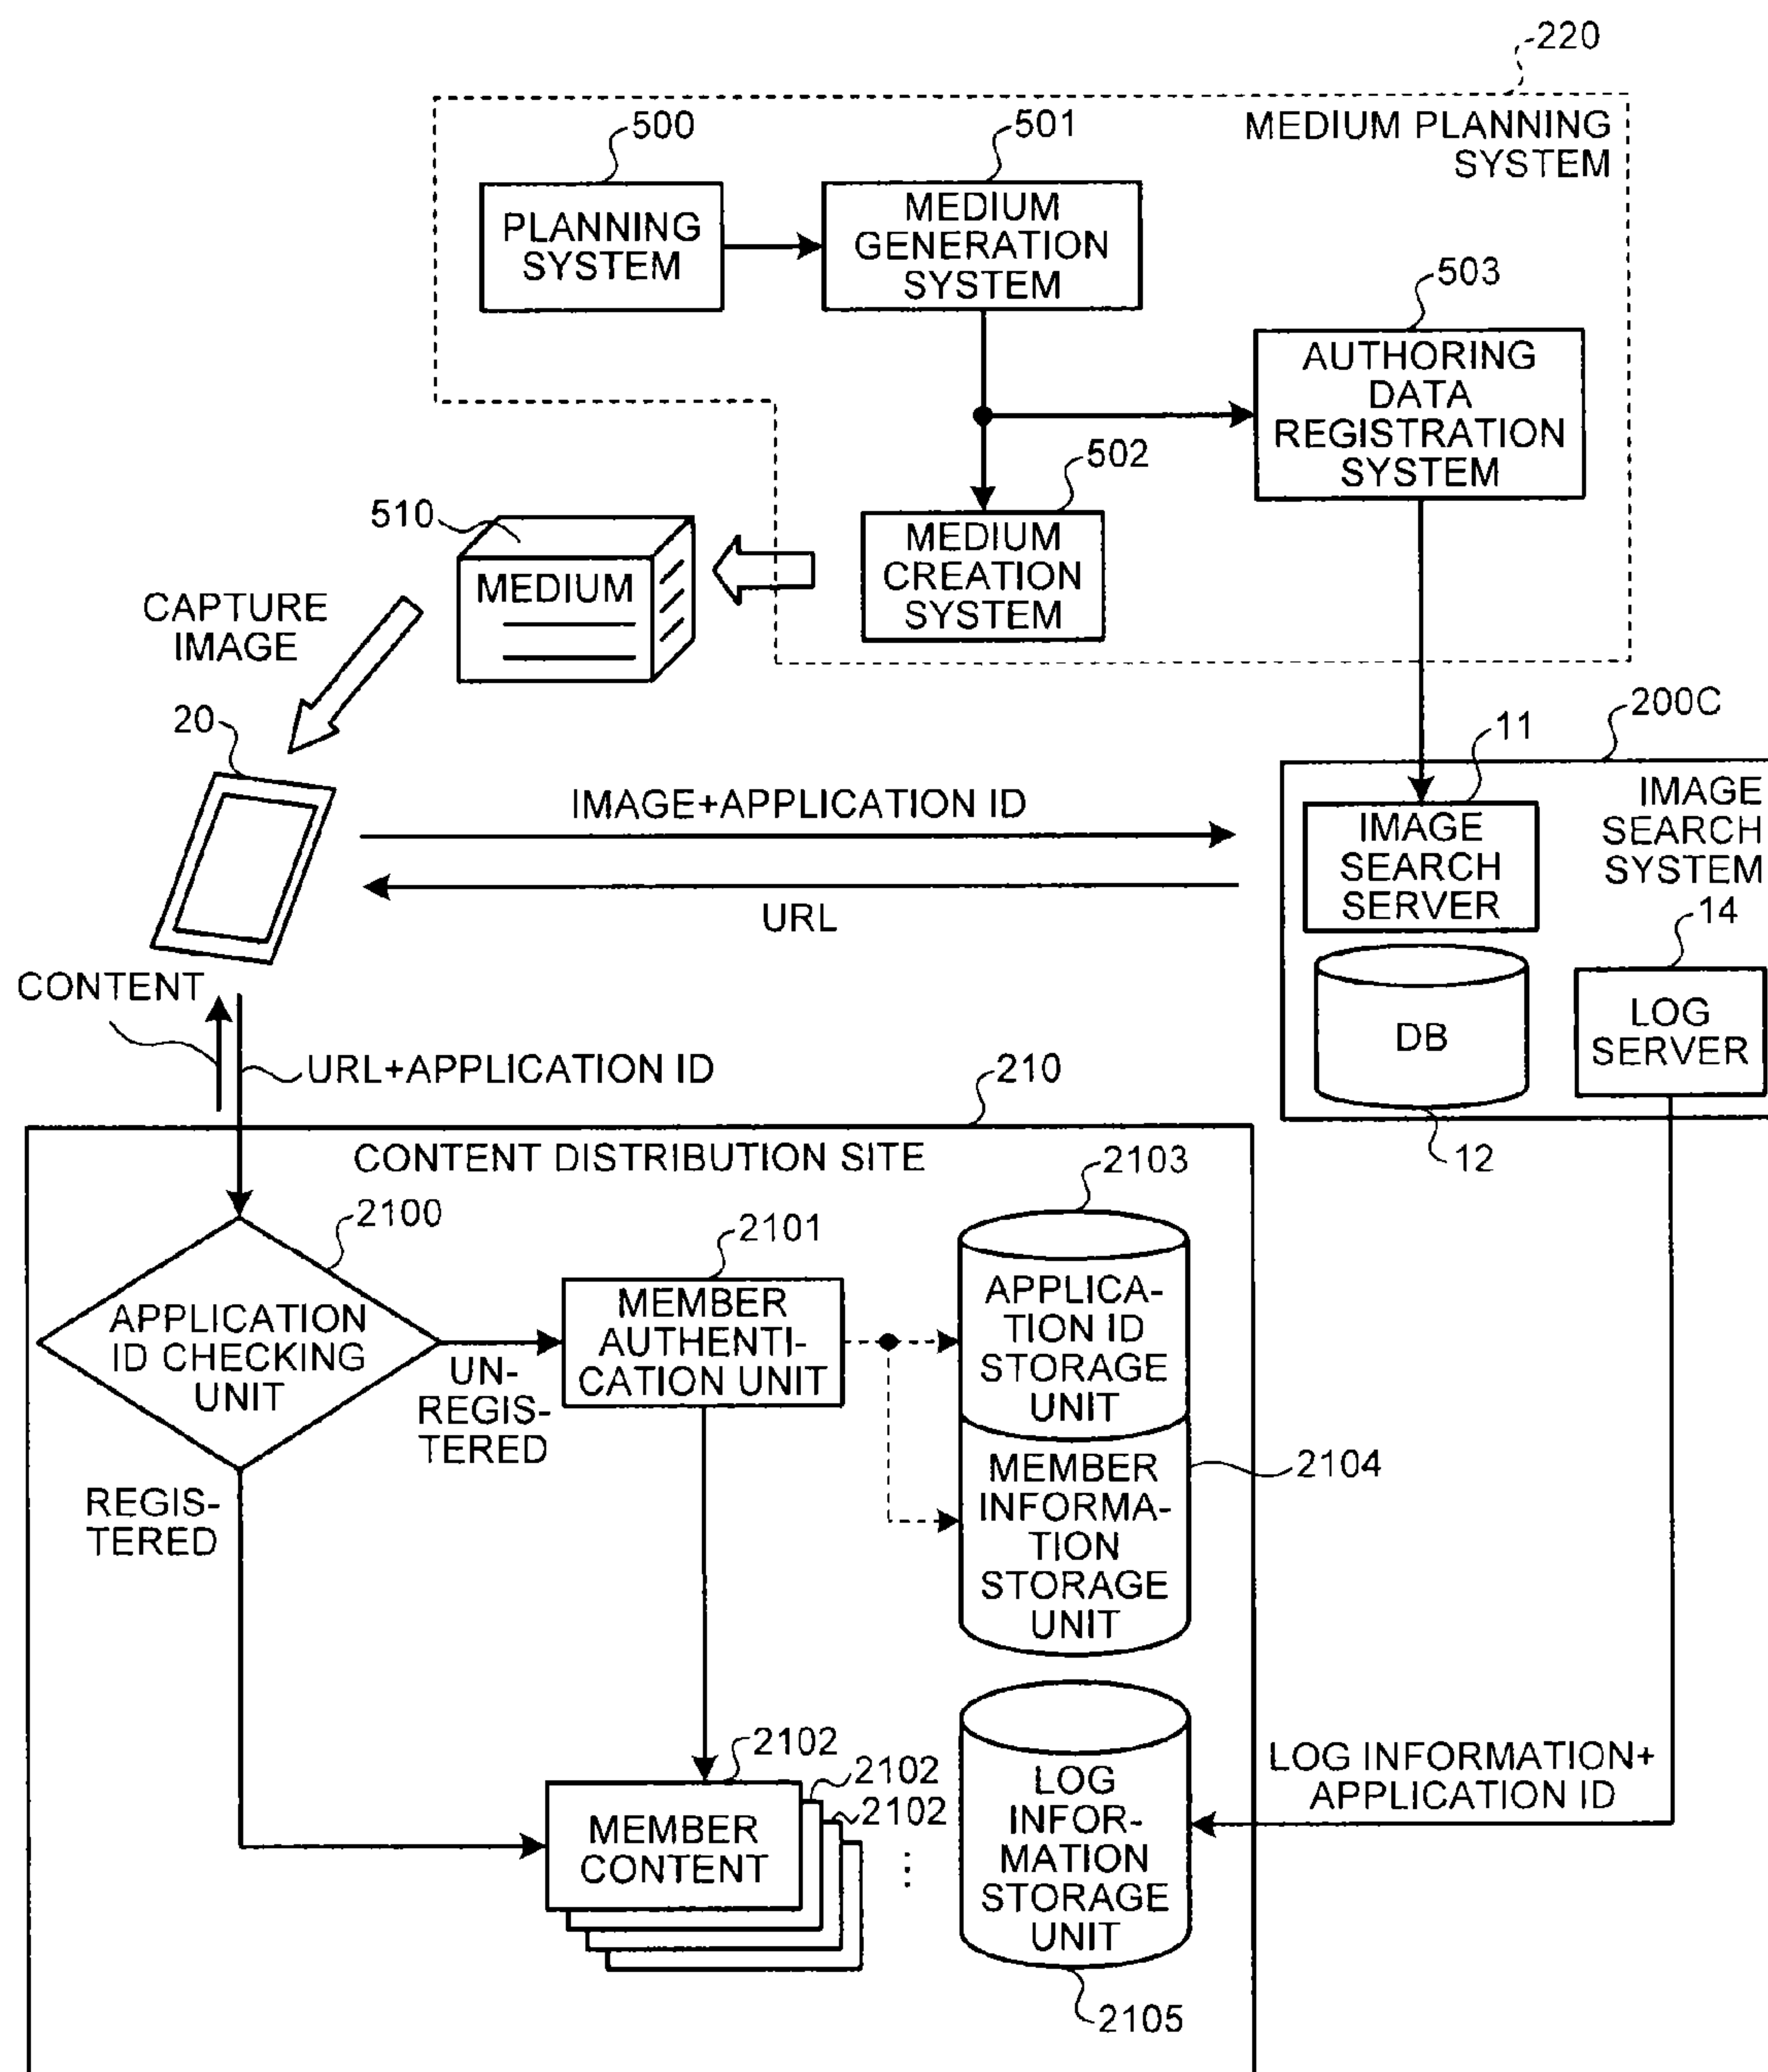 220
MEDIUM PLANNING
SYSTEM
500
PLANNING
SYSTEM
501
MEDIUM
GENERATION
SYSTEM
503
AUTHORING
DATA
REGISTRATION
SYSTEM
502
MEDIUM
CREATION
SYSTEM
510
MEDIUM
CAPTURE
IMAGE
20
IMAGE+APPLICATION ID
URL
200C
IMAGE
SEARCH
SYSTEM
11
IMAGE
SEARCH
SERVER
14
LOG
SERVER
DB
12
CONTENT
URL+APPLICATION ID
210
CONTENT DISTRIBUTION SITE
2100
APPLICATION
ID CHECKING
UNIT
UN-
REGIS-
TERED
REGIS-
TERED
2101
MEMBER
AUTHENTI-
CATION UNIT
2103
APPLICA-
TION ID
STORAGE
UNIT
2104
MEMBER
INFORMA-
TION
STORAGE
UNIT
2102
2102
2102
MEMBER
CONTENT
LOG
INFOR-
MATION
STORAGE
UNIT
2105
LOG INFORMATION+
APPLICATION ID